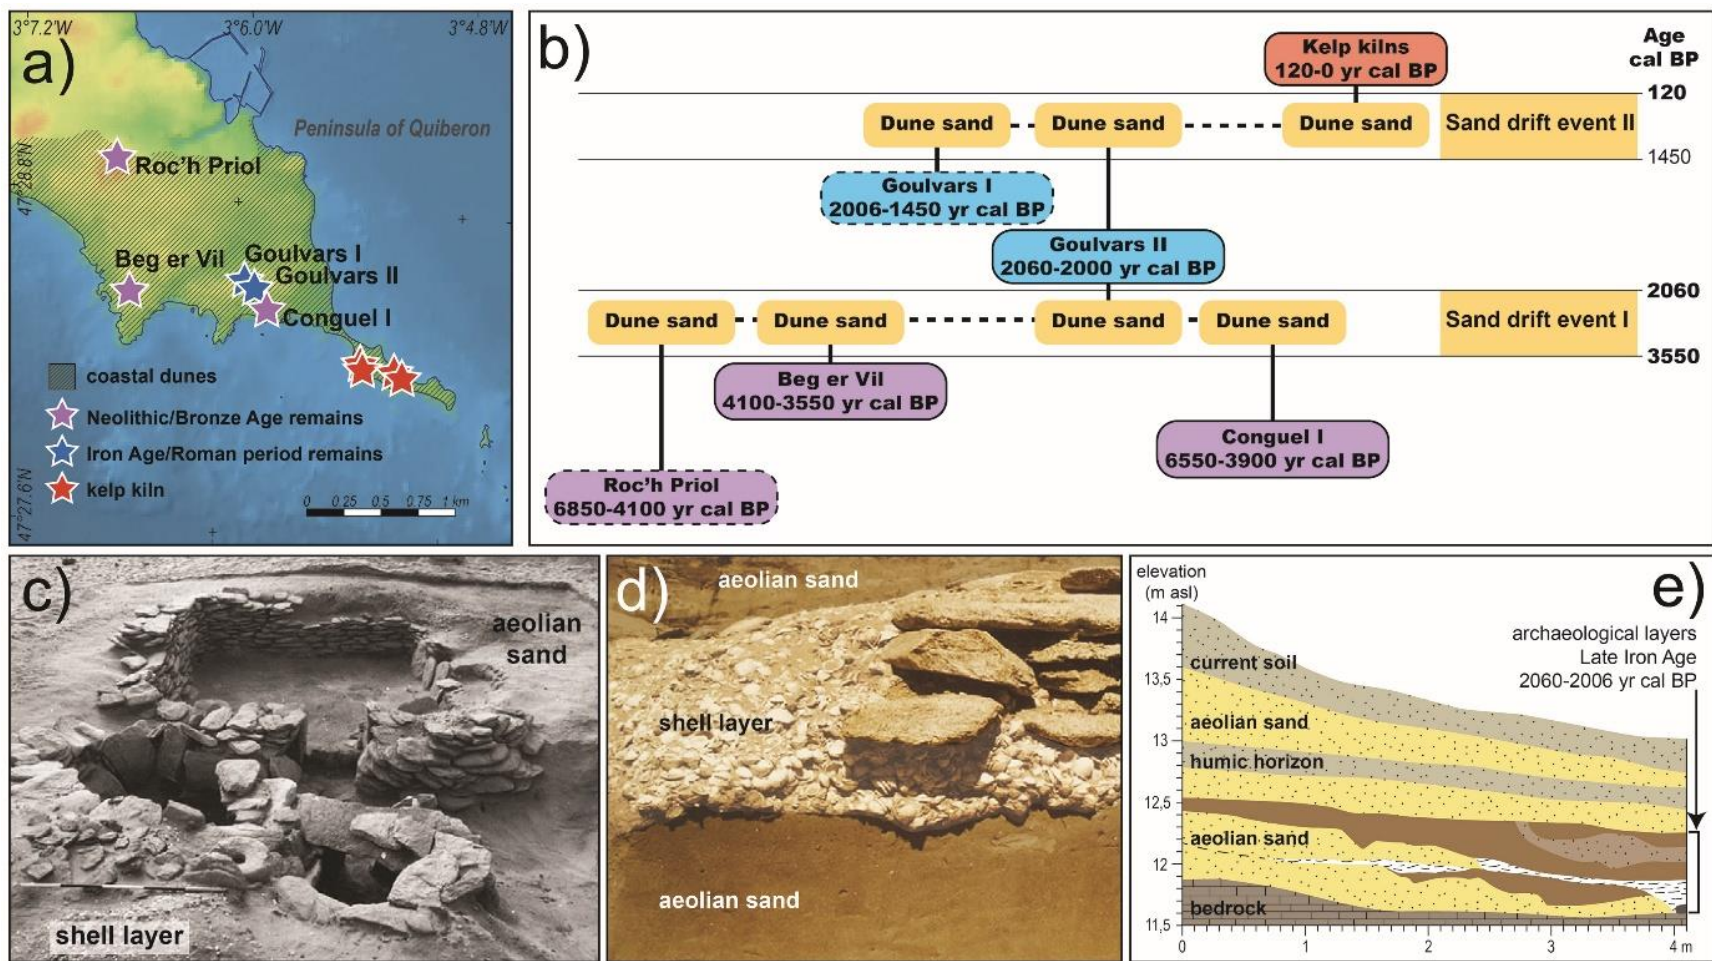 a)
3°7.2'W
3°6.0'W
3°4.8'W
Peninsula of Quiberon
47°28.8'N
Roc'h Priol
Beg er Vil
Goulvars I
Goulvars II
Conguel I
coastal dunes
Neolithic/Bronze Age remains
Iron Age/Roman period remains
kelp kiln
0 0.25 0.5 0.75 1 km
47°27.6'N
b)
Age
cal BP
Kelp kilns
120-0 yr cal BP
120
Dune sand
Dune sand
Dune sand
Sand drift event II
1450
Goulvars I
2006-1450 yr cal BP
Goulvars II
2060-2000 yr cal BP
2060
Dune sand
Dune sand
Dune sand
Dune sand
Sand drift event I
3550
Beg er Vil
4100-3550 yr cal BP
Conguel I
6550-3900 yr cal BP
Roc'h Priol
6850-4100 yr cal BP
c)
aeolian
sand
shell layer
d)
aeolian sand
shell layer
aeolian sand
e)
elevation
(m asl)
archaeological layers
Late Iron Age
2060-2006 yr cal BP
14
13,5
13
12,5
12
11,5
current soil
aeolian sand
humic horizon
aeolian sand
bedrock
0 1 2 3 4 m